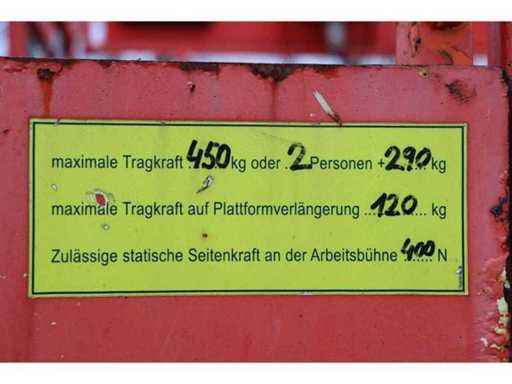 maximale Tragkraft 450 kg oder 2 Personen + 290 kg
maximale Tragkraft auf Plattformverlängerung ...120... kg
Zulässige statische Seitenkraft an der Arbeitsbühne 400 N